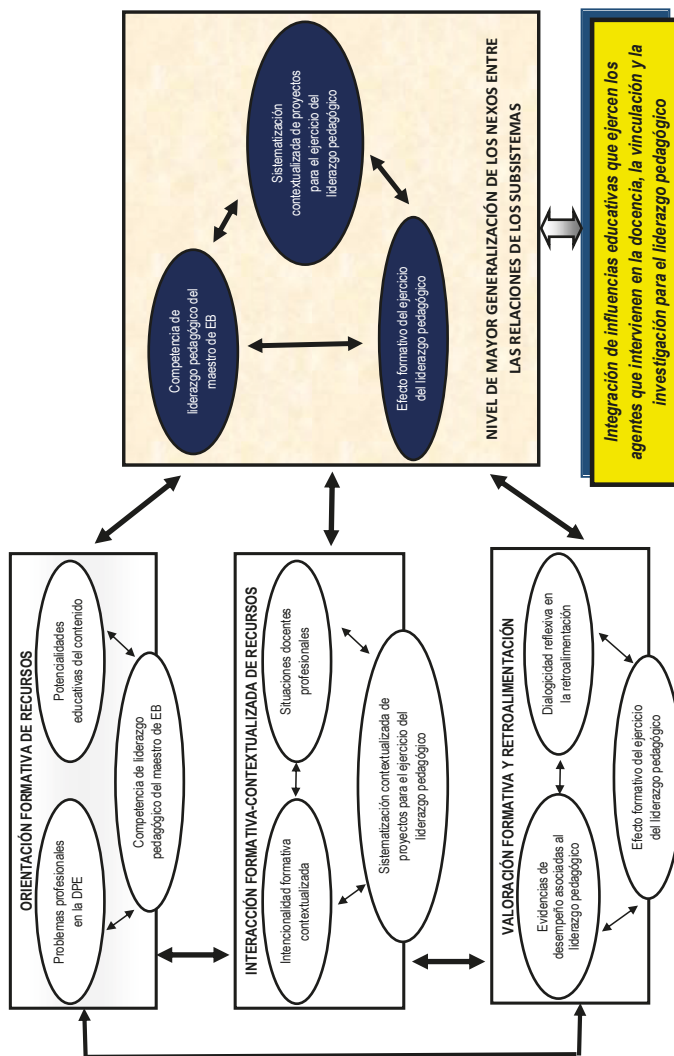 ORIENTACIÓN FORMATIVA DE RECURSOS
Problemas profesionales
en la DPE
Potencialidades
educativas del contenido
Competencia de liderazgo
pedagógico del maestro de EB
INTERACCIÓN FORMATIVA-CONTEXTUALIZADA DE RECURSOS
Intencionalidad formativa
contextualizada
Situaciones docentes
profesionales
Sistematización contextualizada de
proyectos para el ejercicio del
liderazgo pedagógico
VALORACIÓN FORMATIVA Y RETROALIMENTACIÓN
Evidencias de
desempeño asociadas al
liderazgo pedagógico
Dialogicidad reflexiva en
la retroalimentación
Efecto formativo del ejercicio
del liderazgo pedagógico
Competencia de
liderazgo pedagógico del
maestro de EB
Sistematización
contextualizada de proyectos
para el ejercicio del
liderazgo pedagógico
Efecto formativo del ejercicio
del liderazgo pedagógico
NIVEL DE MAYOR GENERALIZACIÓN DE LOS NEXOS ENTRE
LAS RELACIONES DE LOS SUBSISTEMAS
Integración de influencias educativas que ejercen los
agentes que intervienen en la docencia, la vinculación y la
investigación para el liderazgo pedagógico